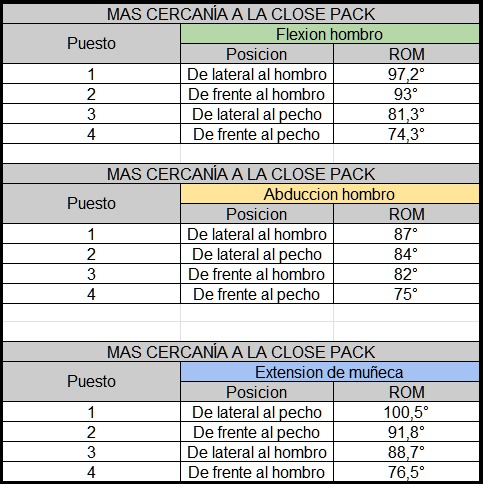 MAS CERCANÍA A LA CLOSE PACK
Puesto Flexion hombro
Posicion ROM
1 De lateral al hombro 97,2°
2 De frente al hombro 93°
3 De lateral al pecho 81,3°
4 De frente al pecho 74,3°
MAS CERCANÍA A LA CLOSE PACK
Puesto Abduccion hombro
Posicion ROM
1 De lateral al hombro 87°
2 De lateral al pecho 84°
3 De frente al hombro 82°
4 De frente al pecho 75°
MAS CERCANÍA A LA CLOSE PACK
Puesto Extension de muñeca
Posicion ROM
1 De lateral al pecho 100,5°
2 De frente al pecho 91,8°
3 De lateral al hombro 88,7°
4 De frente al hombro 76,5°